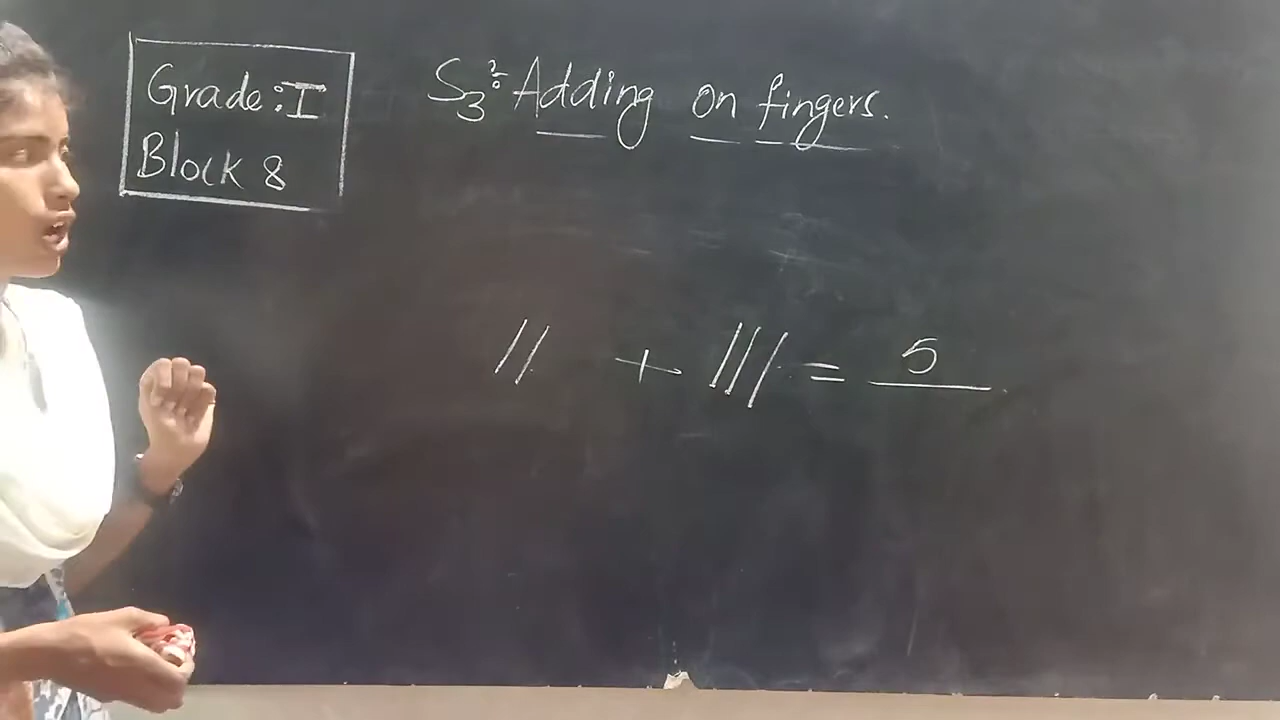 Grade: I
Block 8
S3: Adding on fingers.
// + /// = 5